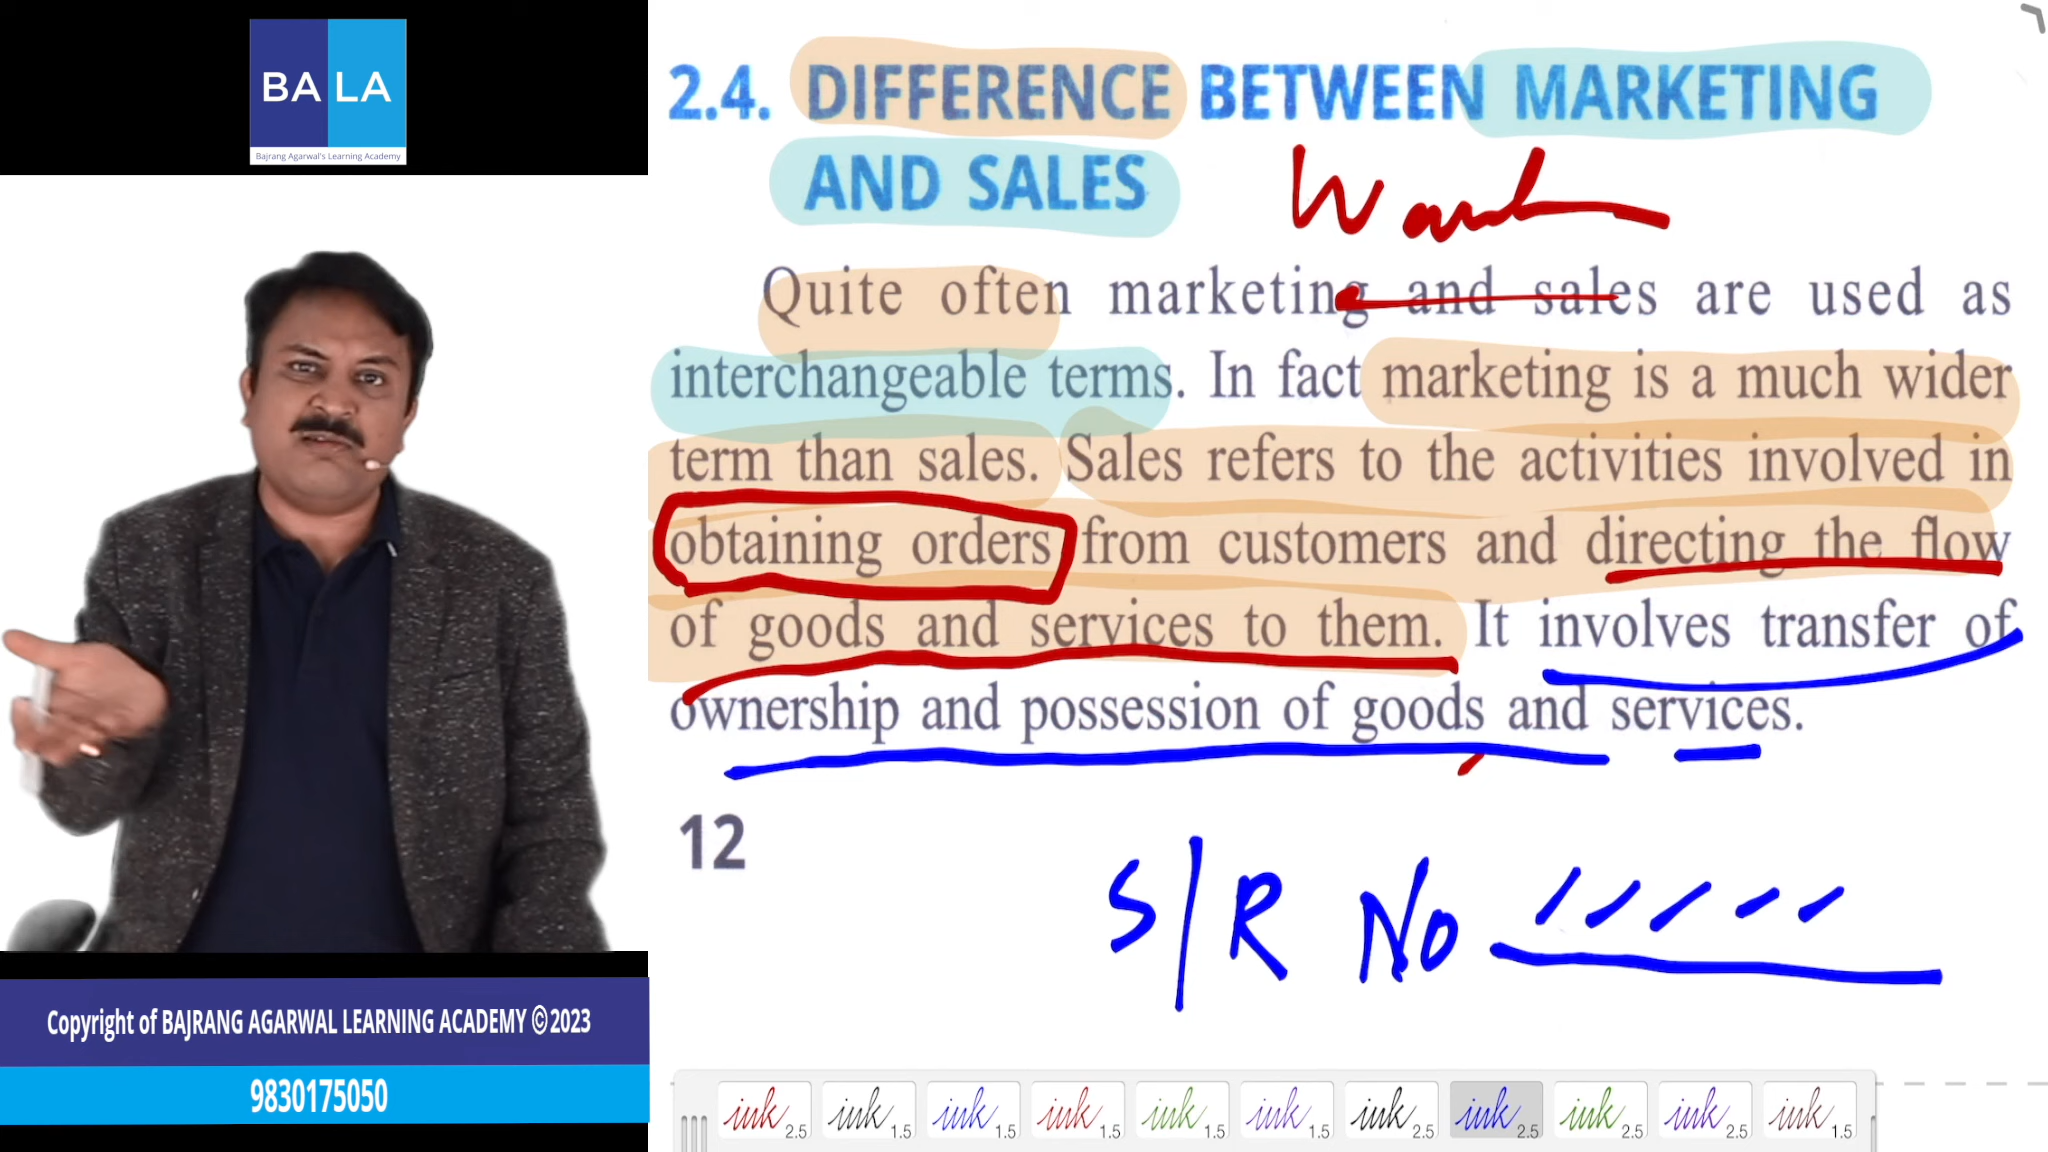 BALA
Bajrang Agarwal's Learning Academy
2.4. DIFFERENCE BETWEEN MARKETING
AND SALES
Quite often marketing and sales are used as
interchangeable terms. In fact marketing is a much wider
term than sales. Sales refers to the activities involved in
obtaining orders from customers and directing the flow
of goods and services to them. It involves transfer of
ownership and possession of goods and services.
12
S/R No
Copyright of BAJRANG AGARWAL LEARNING ACADEMY ©2023
9830175050
ink 2.5 ink 1.5 ink 1.5 ink 1.5 ink 1.5 ink 1.5 ink 2.5 ink 2.5 ink 2.5 ink 2.5 ink 1.5